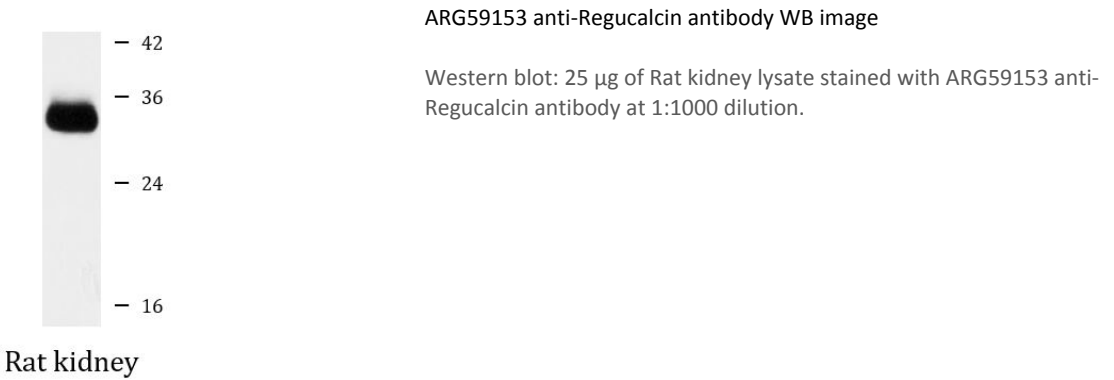 ARG59153 anti-Regucalcin antibody WB image
Western blot: 25 µg of Rat kidney lysate stained with ARG59153 anti-
Regucalcin antibody at 1:1000 dilution.
— 42
— 36
— 24
— 16
Rat kidney